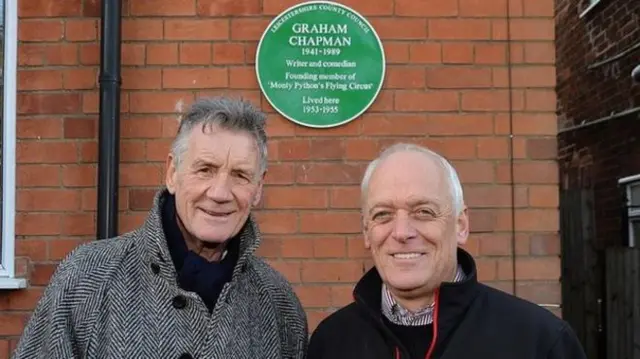 LEICESTERSHIRE COUNTY COUNCIL
GRAHAM
CHAPMAN
1941-1989
Writer and comedian
Founding member of
'Monty Python's Flying Circus'
Lived here
1953-1955